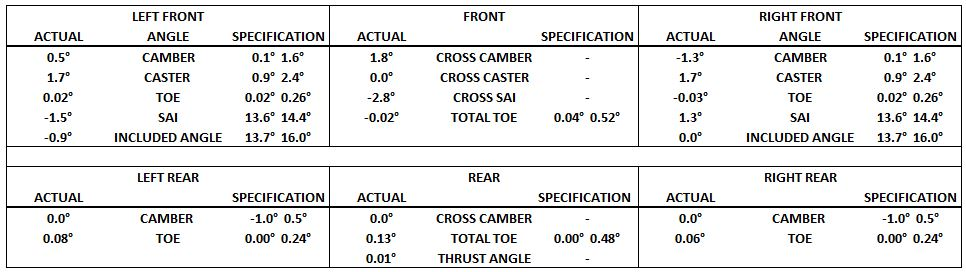 LEFT FRONT FRONT RIGHT FRONT
ACTUAL ANGLE SPECIFICATION ACTUAL SPECIFICATION ACTUAL ANGLE SPECIFICATION
0.5° CAMBER 0.1° 1.6° 1.8° CROSS CAMBER - -1.3° CAMBER 0.1° 1.6°
1.7° CASTER 0.9° 2.4° 0.0° CROSS CASTER - 1.7° CASTER 0.9° 2.4°
0.02° TOE 0.02° 0.26° -2.8° CROSS SAI - -0.03° TOE 0.02° 0.26°
-1.5° SAI 13.6° 14.4° -0.02° TOTAL TOE 0.04° 0.52° 1.3° SAI 13.6° 14.4°
-0.9° INCLUDED ANGLE 13.7° 16.0° 0.0° INCLUDED ANGLE 13.7° 16.0°
LEFT REAR REAR RIGHT REAR
ACTUAL SPECIFICATION ACTUAL SPECIFICATION ACTUAL SPECIFICATION
0.0° CAMBER -1.0° 0.5° 0.0° CROSS CAMBER - 0.0° CAMBER -1.0° 0.5°
0.08° TOE 0.00° 0.24° 0.13° TOTAL TOE 0.00° 0.48° 0.06° TOE 0.00° 0.24°
0.01° THRUST ANGLE -